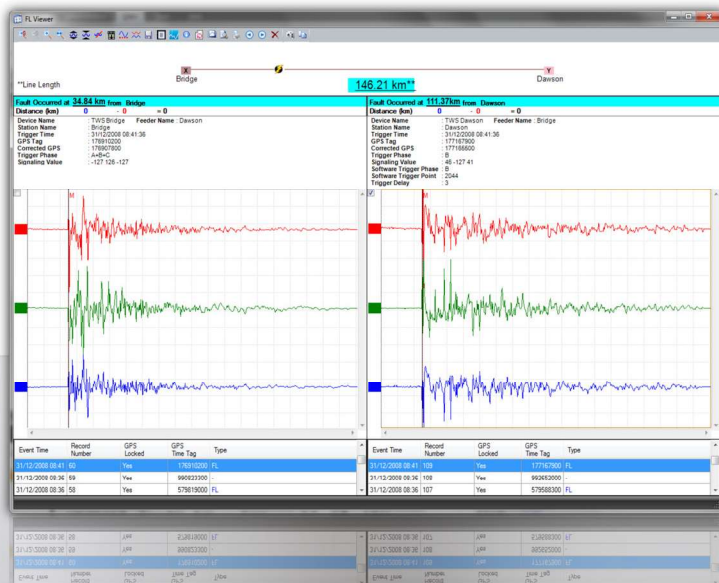 FL Viewer
X
Y
Bridge
Dawson
**Line Length
146.21 km**
Fault Occurred at 34.84 km from Bridge
Distance (km) 0 - 0 = 0
Device Name : TWS Bridge Feeder Name : Dawson
Station Name : Bridge
Trigger Time : 31/12/2008 08:41:36
GPS Tag : 176910200
Corrected GPS : 176907800
Trigger Phase : A+B+C
Signaling Value : -127 126 -127
M
Fault Occurred at 111.37km from Dawson
Distance (km) 0 - 0 = 0
Device Name : TWS Dawson Feeder Name : Bridge
Station Name : Dawson
Trigger Time : 31/12/2008 08:41:36
GPS Tag : 177167900
Corrected GPS : 177165500
Trigger Phase : B
Signaling Value : 46 -127 41
Software Trigger Phase : B
Software Trigger Point : 2044
Trigger Delay : 3
M
Event Time Record Number GPS Locked GPS Time Tag Type
31/12/2008 08:41 60 Yes 176910200 FL
31/12/2008 08:36 59 Yes 990823300 -
31/12/2008 08:36 58 Yes 579819000 FL
Event Time Record Number GPS Locked GPS Time Tag Type
31/12/2008 08:41 109 Yes 177167900 FL
31/12/2008 08:36 108 Yes 993652000 -
31/12/2008 08:36 107 Yes 579588300 FL